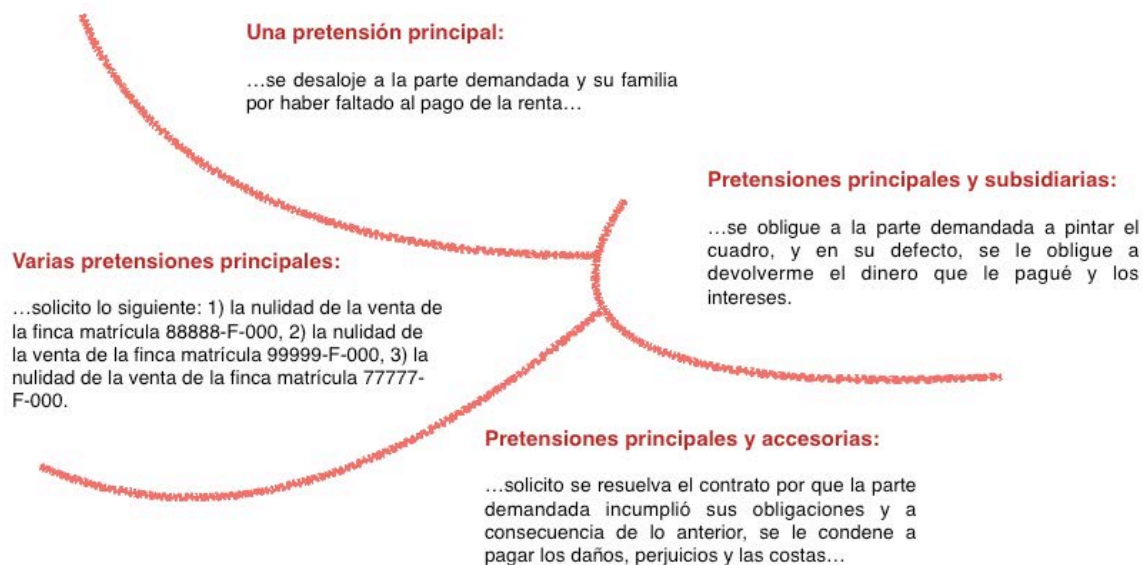 Una pretensión principal:
…se desaloje a la parte demandada y su familia
por haber faltado al pago de la renta…
Pretensiones principales y subsidiarias:
…se obligue a la parte demandada a pintar el
cuadro, y en su defecto, se le obligue a
devolverme el dinero que le pagué y los
intereses.
Varias pretensiones principales:
…solicito lo siguiente: 1) la nulidad de la venta de
la finca matrícula 88888-F-000, 2) la nulidad de
la venta de la finca matrícula 99999-F-000, 3) la
nulidad de la venta de la finca matrícula 77777-
F-000.
Pretensiones principales y accesorias:
…solicito se resuelva el contrato por que la parte
demandada incumplió sus obligaciones y a
consecuencia de lo anterior, se le condene a
pagar los daños, perjuicios y las costas…